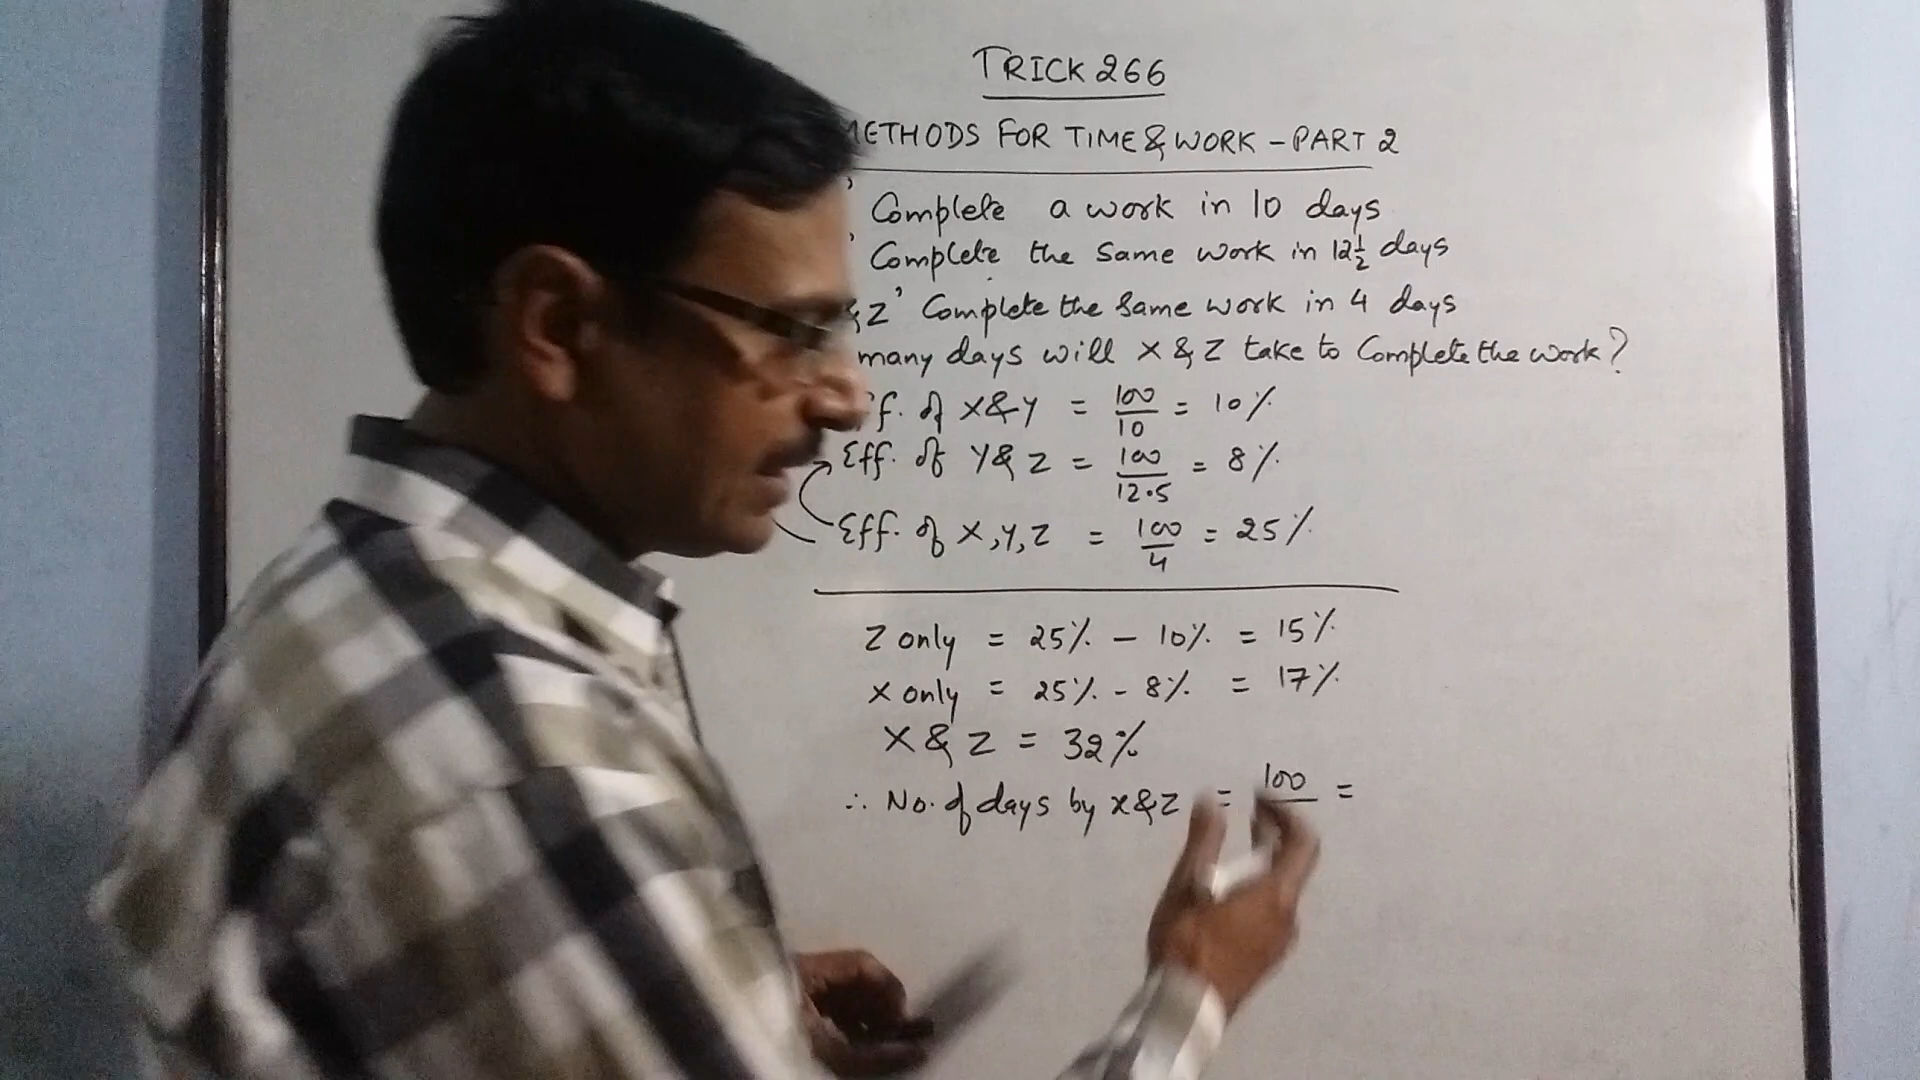 TRICK 266
METHODS FOR TIME & WORK - PART 2
' Complete a work in 10 days
' Complete the same work in 12½ days
& Z' Complete the same work in 4 days
many days will X & Z take to Complete the work?
Eff. of X & Y = 100/10 = 10%
Eff. of Y & Z = 100/12.5 = 8%
Eff. of X, Y, Z = 100/4 = 25%
Z only = 25% - 10% = 15%
X only = 25% - 8% = 17%
X & Z = 32%
∴ No. of days by X & Z = 100/ =